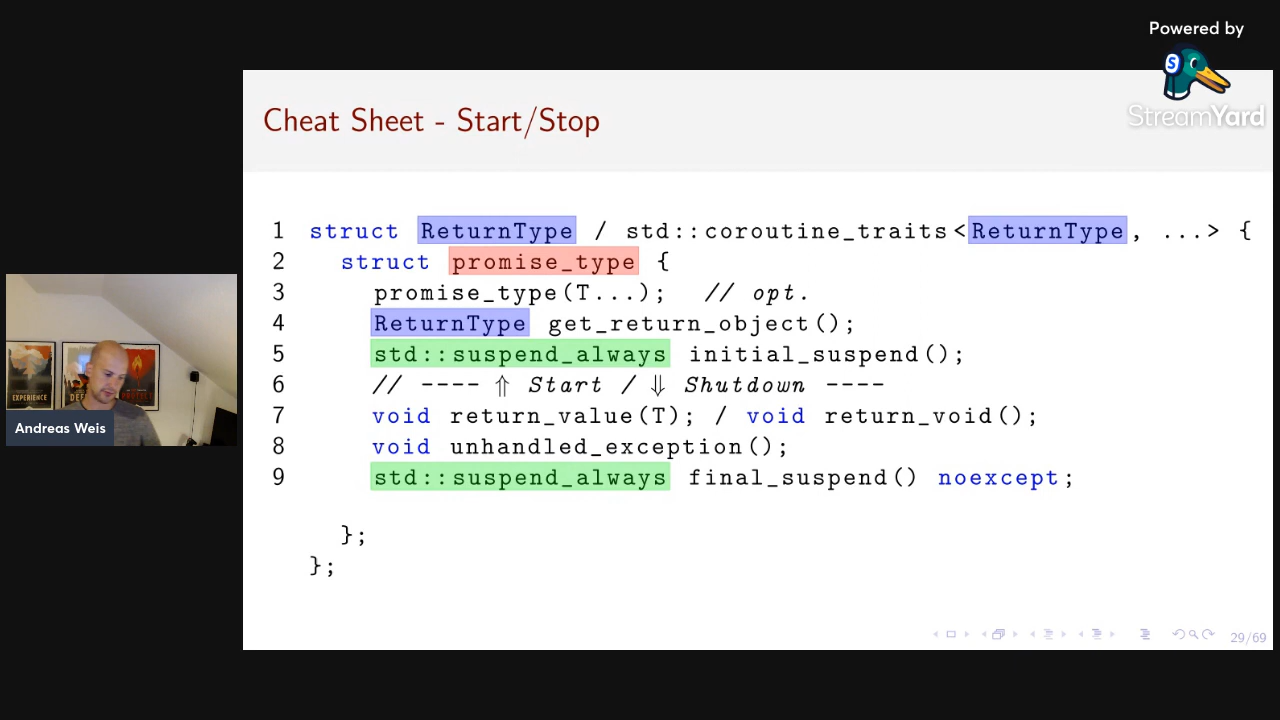 Powered by
StreamYard
Cheat Sheet - Start/Stop
1 struct ReturnType / std::coroutine_traits<ReturnType, ...> {
2 struct promise_type {
3 promise_type(T...); // opt.
4 ReturnType get_return_object();
5 std::suspend_always initial_suspend();
6 // ---- ⇑ Start / ⇓ Shutdown ----
7 void return_value(T); / void return_void();
8 void unhandled_exception();
9 std::suspend_always final_suspend() noexcept;
};
};
EXPERIENCE
Andreas Weis
29/69